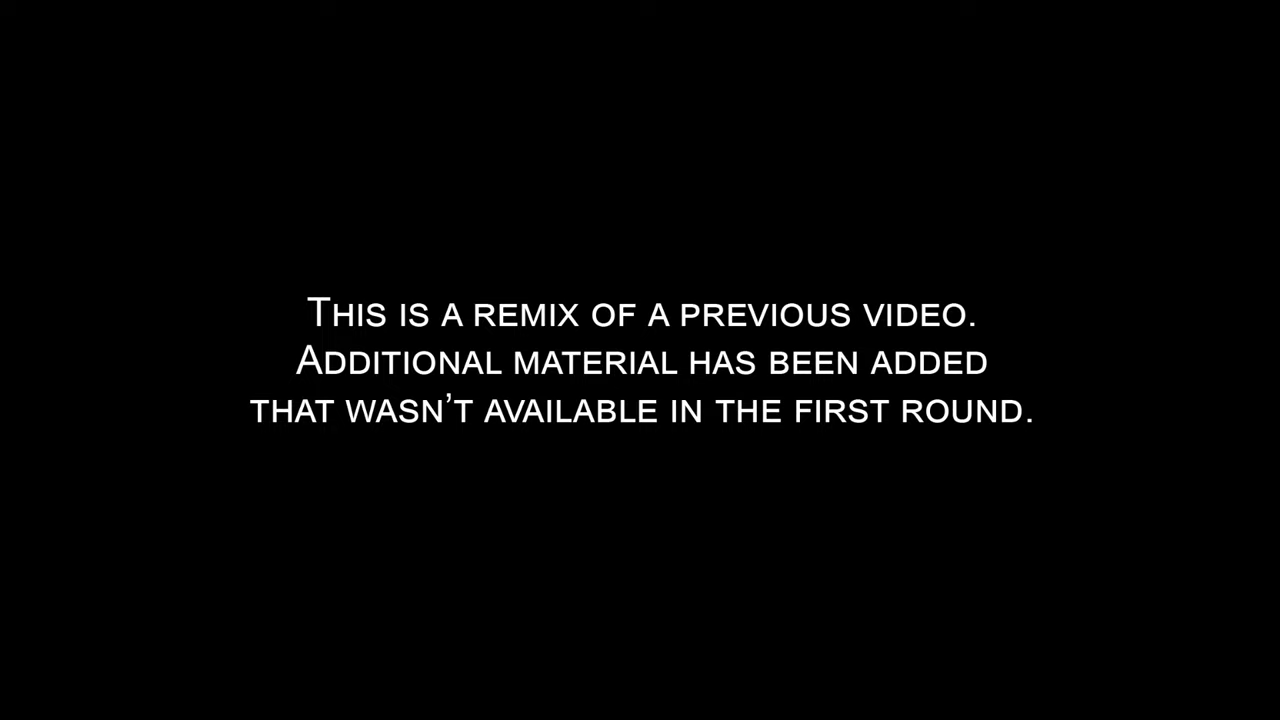 This is a remix of a previous video.
Additional material has been added
that wasn't available in the first round.